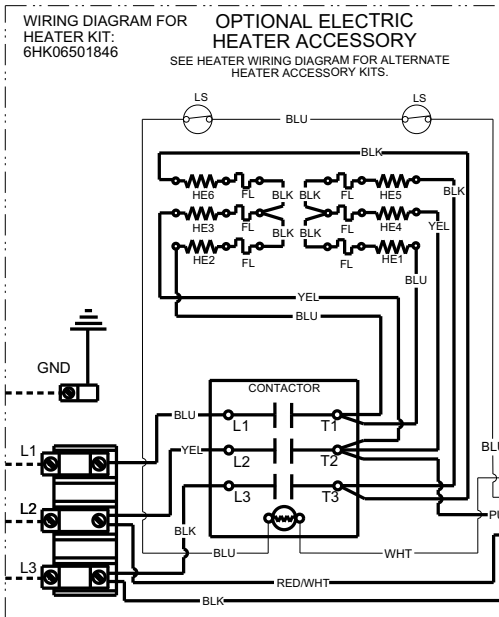 WIRING DIAGRAM FOR
HEATER KIT:
6HK06501846
OPTIONAL ELECTRIC
HEATER ACCESSORY
SEE HEATER WIRING DIAGRAM FOR ALTERNATE
HEATER ACCESSORY KITS.
LS
LS
BLU
BLK
HE6
FL
BLK
BLK
FL
HE5
BLK
HE3
FL
FL
HE4
YEL
BLK
BLK
HE2
FL
FL
HE1
YEL
BLU
BLU
GND
CONTACTOR
BLU
L1
T1
YEL
L2
T2
L1
BLU
L3
T3
L2
PU
BLK
BLU
WHT
L3
RED/WHT
BLK